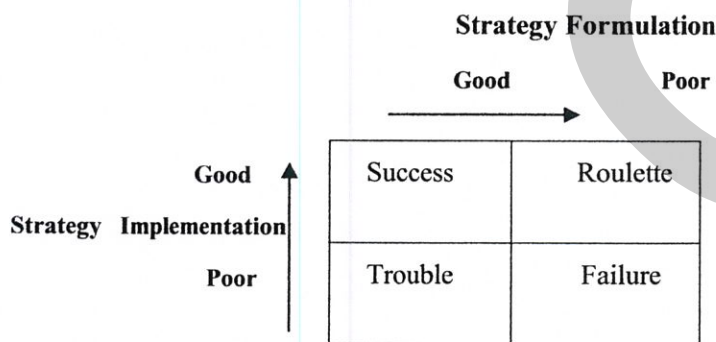 Strategy Formulation
Good Poor
Good Success Roulette
Strategy Implementation
Poor Trouble Failure